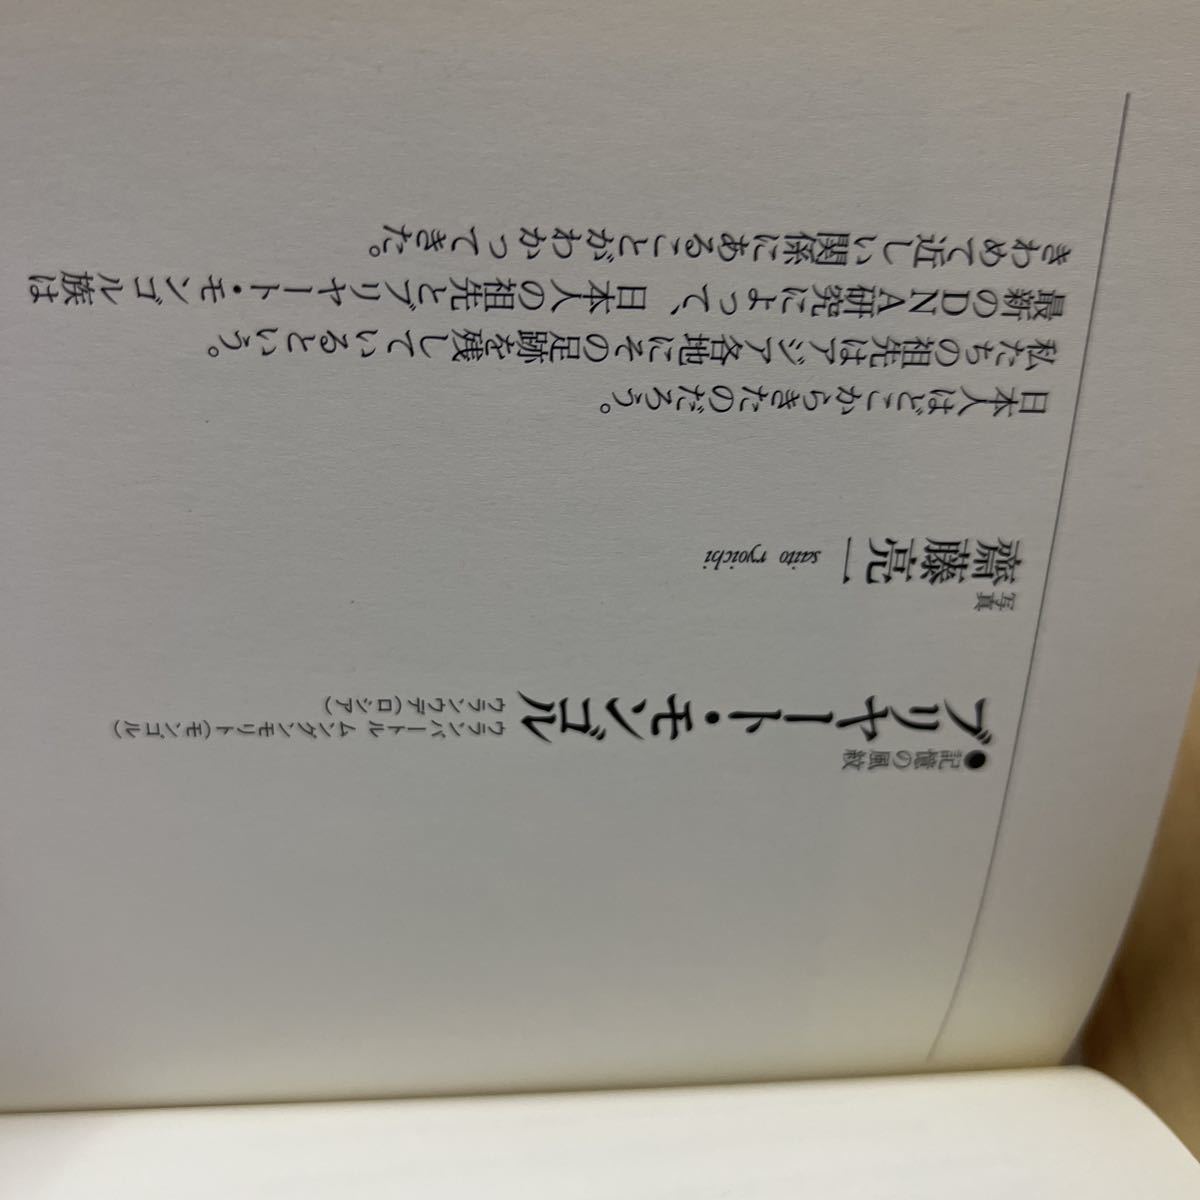 ●記憶の風紋
ブリヤート・モンゴル
ウランバートル ムングンモリト(モンゴル)
ウランウデ(ロシア)
写真
齋藤亮一 saito ryoichi
日本人はどこからきたのだろう。
私たちの祖先はアジア各地にその足跡を残しているという。
最新のDNA研究によって、日本人の祖先とブリヤート・モンゴル族は
きわめて近しい関係にあることがわかってきた。